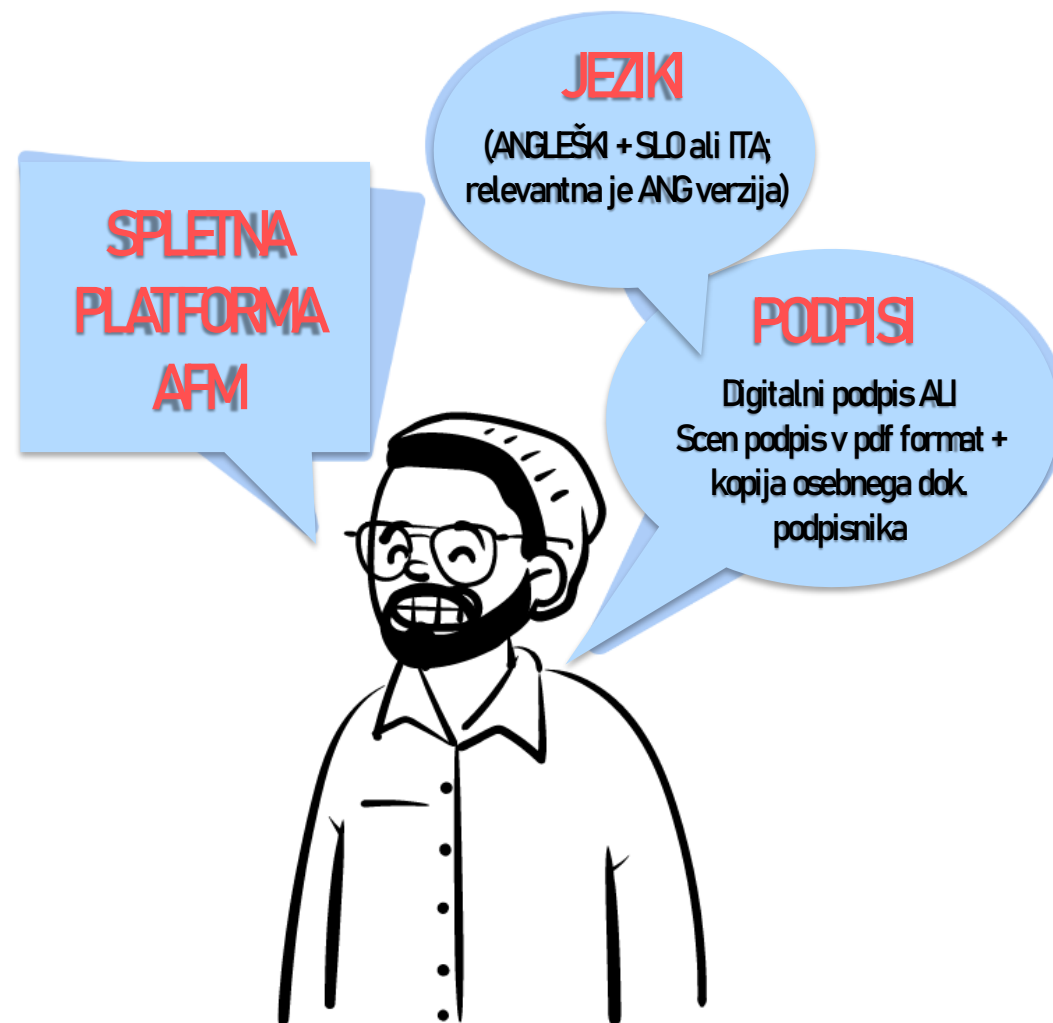 SPLETNA
PLATFORMA
AFM
JEZIKI
(ANGLEŠKI + SLO ali ITA;
relevantna je ANG verzija)
PODPISI
Digitalni podpis ALI
Scen podpis v pdf format +
kopija osebnega dok.
podpisnika